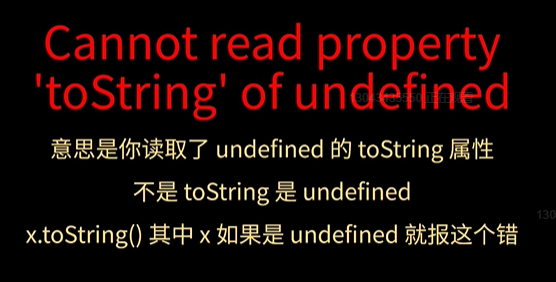 Cannot read property
'toString' of undefined
意思是你读取了 undefined 的 toString 属性
不是 toString 是 undefined
x.toString() 其中 x 如果是 undefined 就报这个错